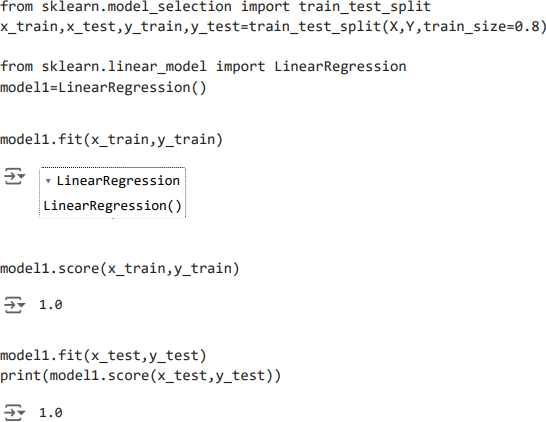 from sklearn.model_selection import train_test_split
x_train,x_test,y_train,y_test=train_test_split(X,Y,train_size=0.8)
from sklearn.linear_model import LinearRegression
model1=LinearRegression()
model1.fit(x_train,y_train)
LinearRegression
LinearRegression()
model1.score(x_train,y_train)
1.0
model1.fit(x_test,y_test)
print(model1.score(x_test,y_test))
1.0